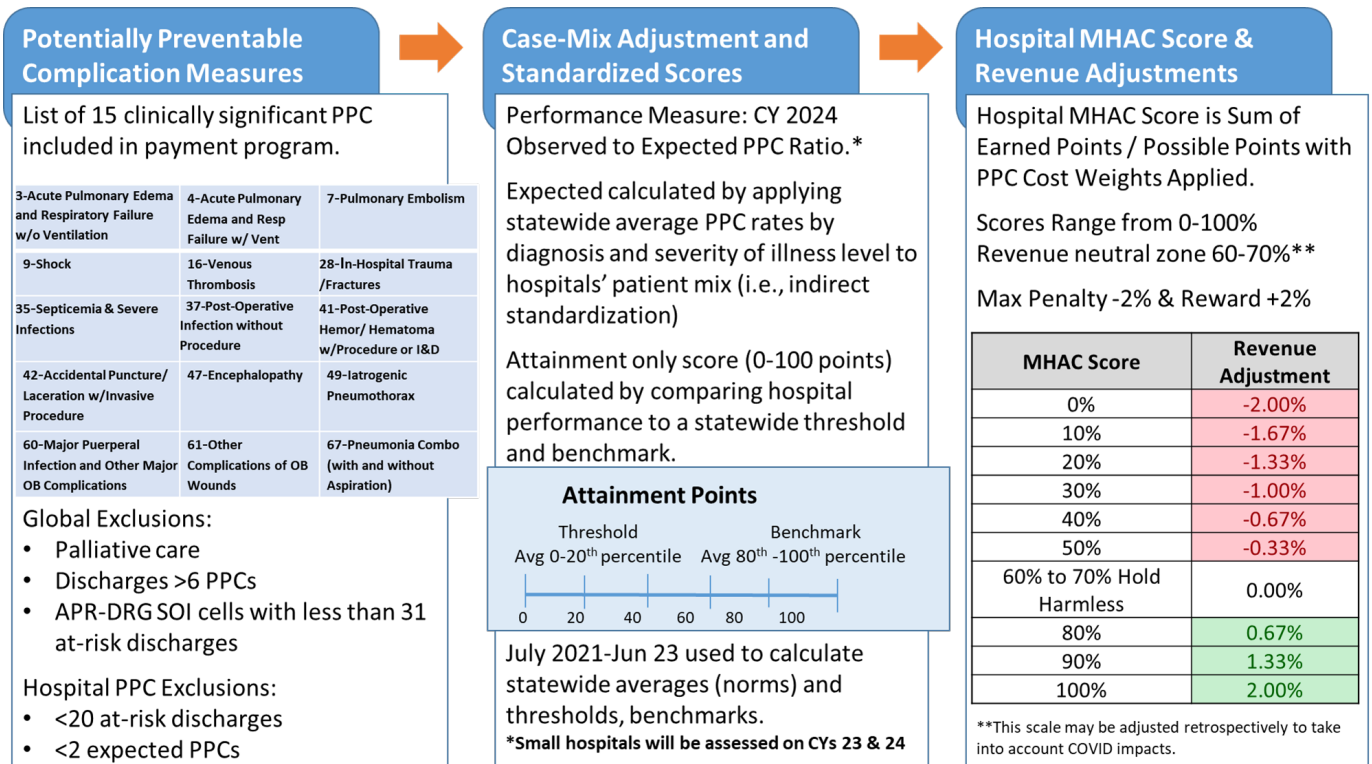 Potentially Preventable
Complication Measures
List of 15 clinically significant PPC
included in payment program.
3-Acute Pulmonary Edema
and Respiratory Failure
w/o Ventilation
4-Acute Pulmonary
Edema and Resp
Failure w/ Vent
7-Pulmonary Embolism
9-Shock
16-Venous
Thrombosis
28-In-Hospital Trauma
/Fractures
35-Septicemia & Severe
Infections
37-Post-Operative
Infection without
Procedure
41-Post-Operative
Hemor/ Hematoma
w/Procedure or I&D
42-Accidental Puncture/
Laceration w/Invasive
Procedure
47-Encephalopathy
49-Iatrogenic
Pneumothorax
60-Major Puerperal
Infection and Other Major
OB Complications
61-Other
Complications of OB
Wounds
67-Pneumonia Combo
(with and without
Aspiration)
Global Exclusions:
• Palliative care
• Discharges >6 PPCs
• APR-DRG SOI cells with less than 31
at-risk discharges
Hospital PPC Exclusions:
• <20 at-risk discharges
• <2 expected PPCs
Case-Mix Adjustment and
Standardized Scores
Performance Measure: CY 2024
Observed to Expected PPC Ratio.*
Expected calculated by applying
statewide average PPC rates by
diagnosis and severity of illness level to
hospitals' patient mix (i.e., indirect
standardization)
Attainment only score (0-100 points)
calculated by comparing hospital
performance to a statewide threshold
and benchmark.
Attainment Points
Threshold
Avg 0-20th percentile
Benchmark
Avg 80th -100th percentile
0 20 40 60 80 100
July 2021-Jun 23 used to calculate
statewide averages (norms) and
thresholds, benchmarks.
*Small hospitals will be assessed on CYs 23 & 24
Hospital MHAC Score &
Revenue Adjustments
Hospital MHAC Score is Sum of
Earned Points / Possible Points with
PPC Cost Weights Applied.
Scores Range from 0-100%
Revenue neutral zone 60-70%**
Max Penalty -2% & Reward +2%
MHAC Score
Revenue
Adjustment
0% -2.00%
10% -1.67%
20% -1.33%
30% -1.00%
40% -0.67%
50% -0.33%
60% to 70% Hold
Harmless
0.00%
80% 0.67%
90% 1.33%
100% 2.00%
**This scale may be adjusted retrospectively to take
into account COVID impacts.